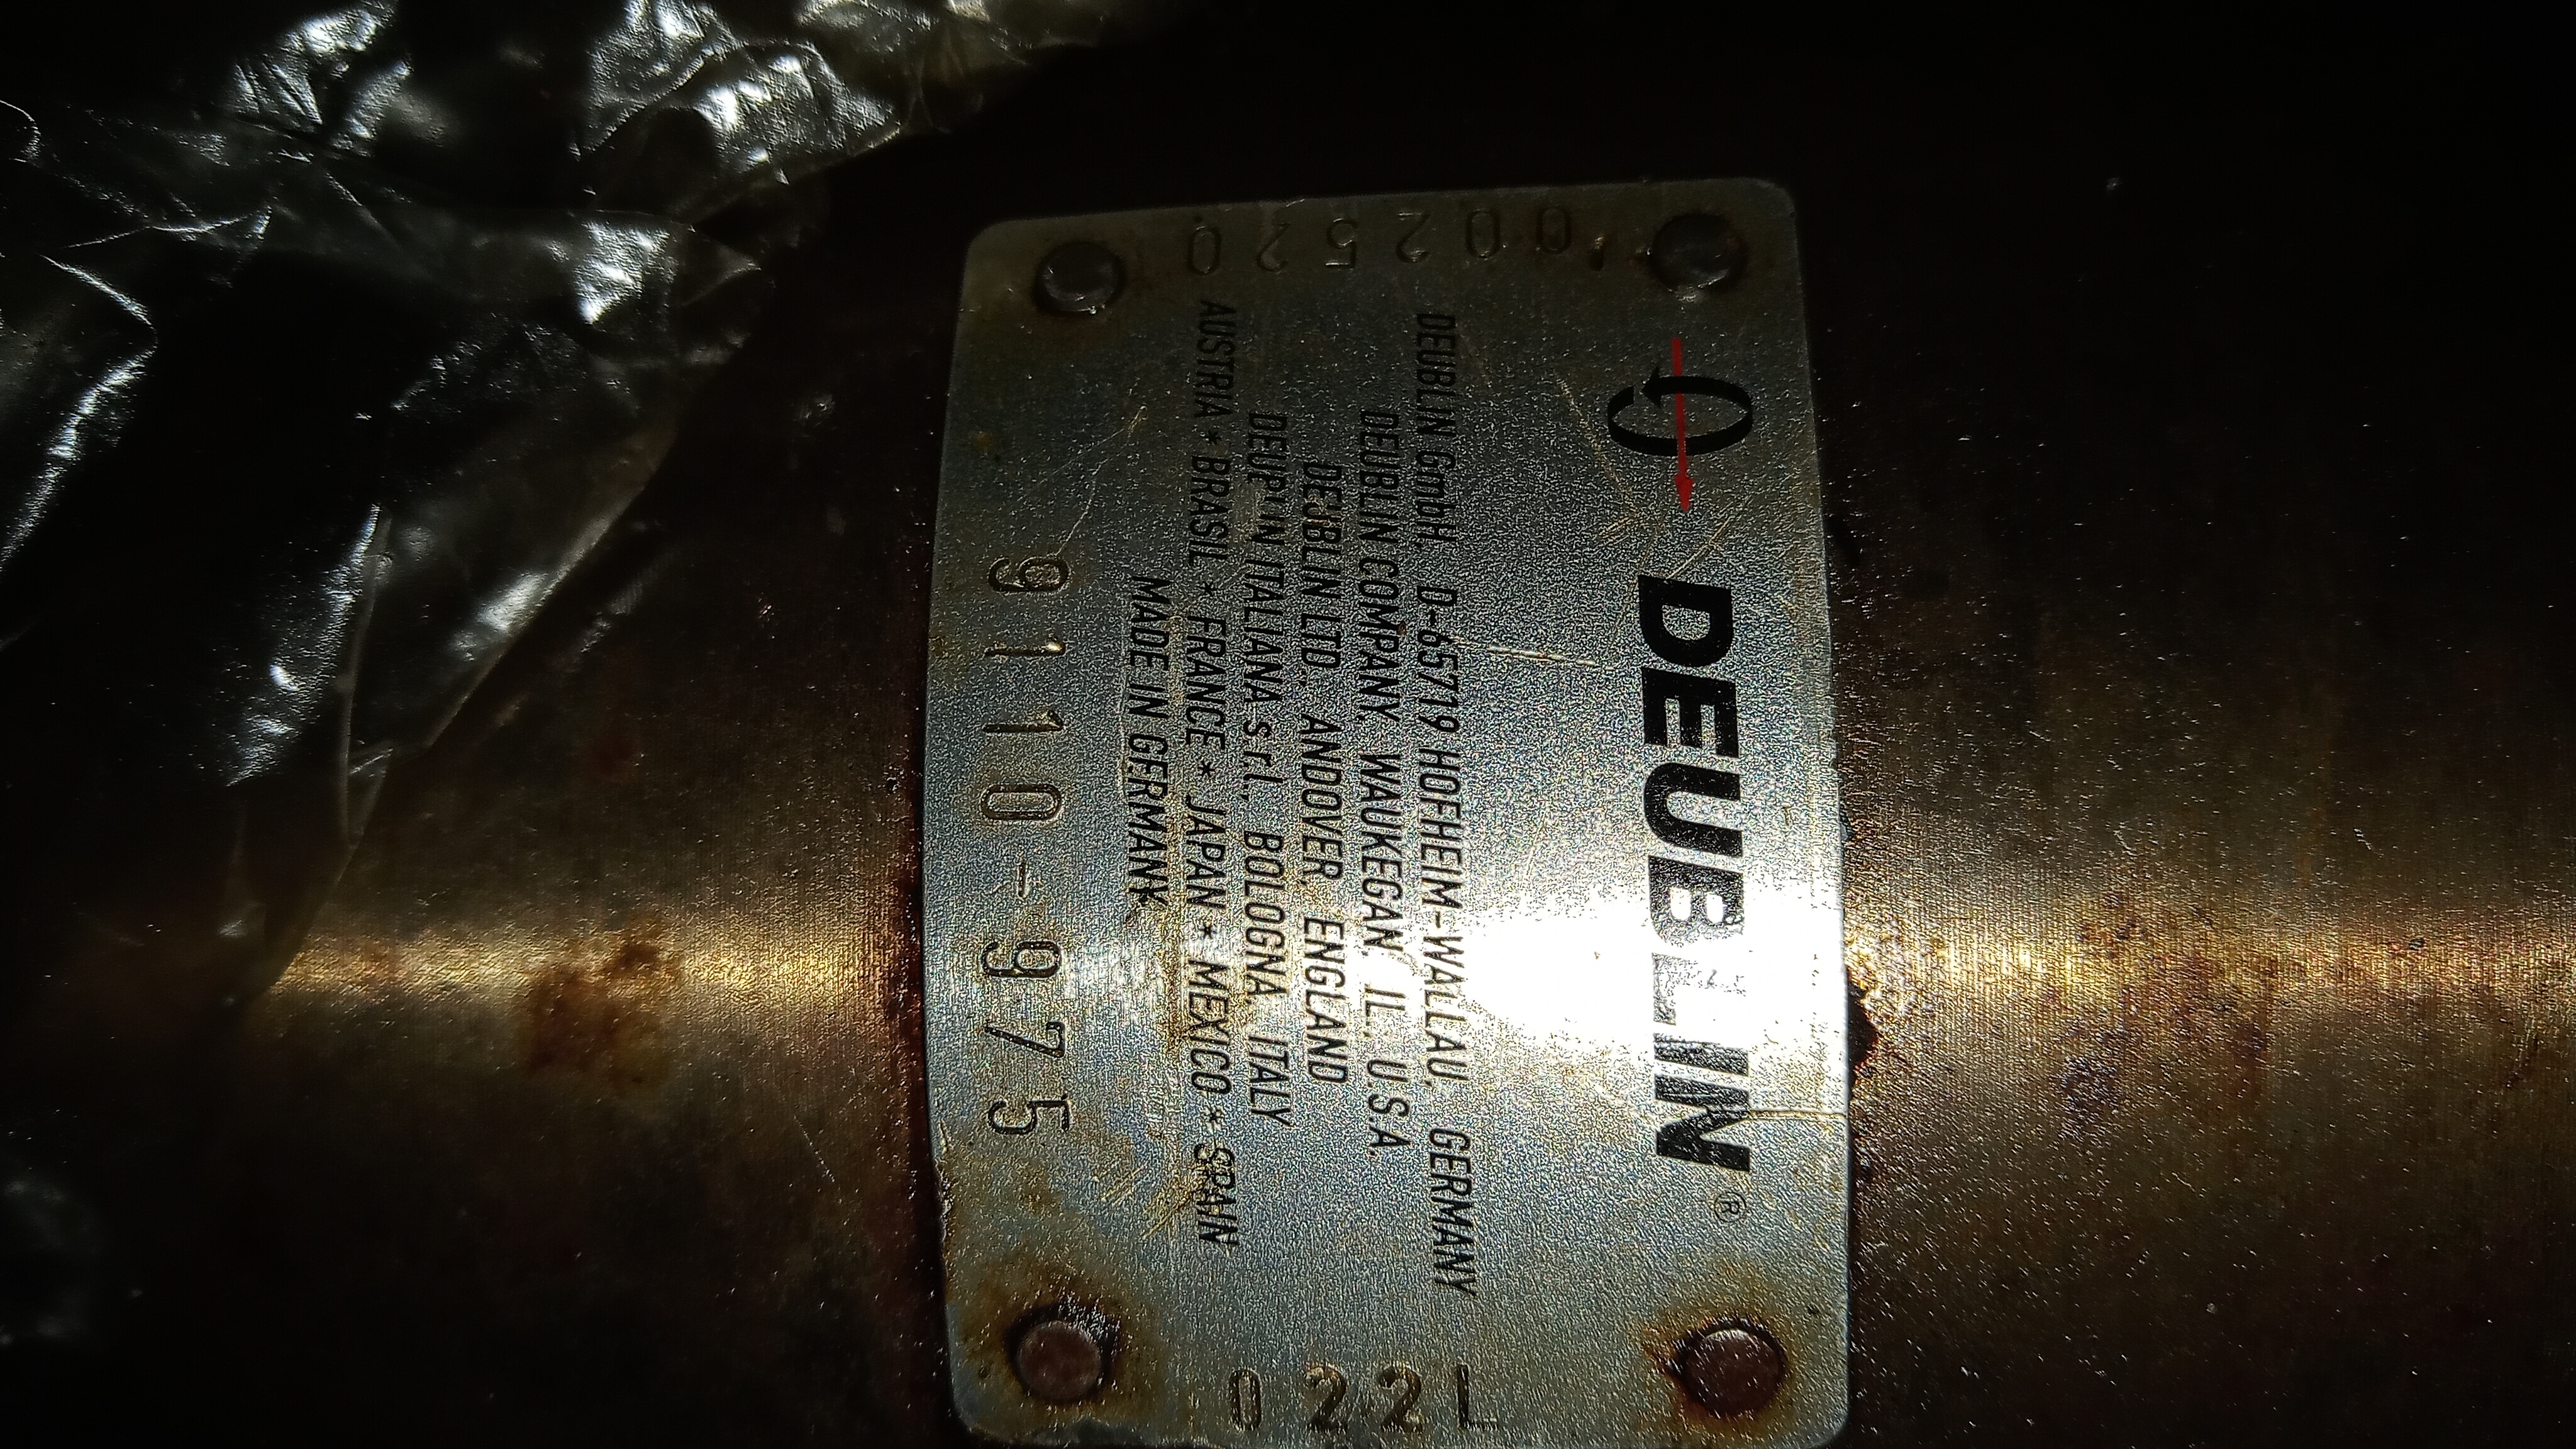 DEUBLIN ®
DEUBLIN GmbH, D-65719 HOFHEIM-WALLAU, GERMANY
DEUBLIN COMPANY, WAUKEGAN, IL, U.S.A.
DEUBLIN LTD., ANDOVER, ENGLAND
DEUBLIN ITALIANA s.r.l., BOLOGNA, ITALY
AUSTRIA * BRASIL * FRANCE * JAPAN * MEXICO * SPAIN
MADE IN GERMANY
9110-975
002520
022L